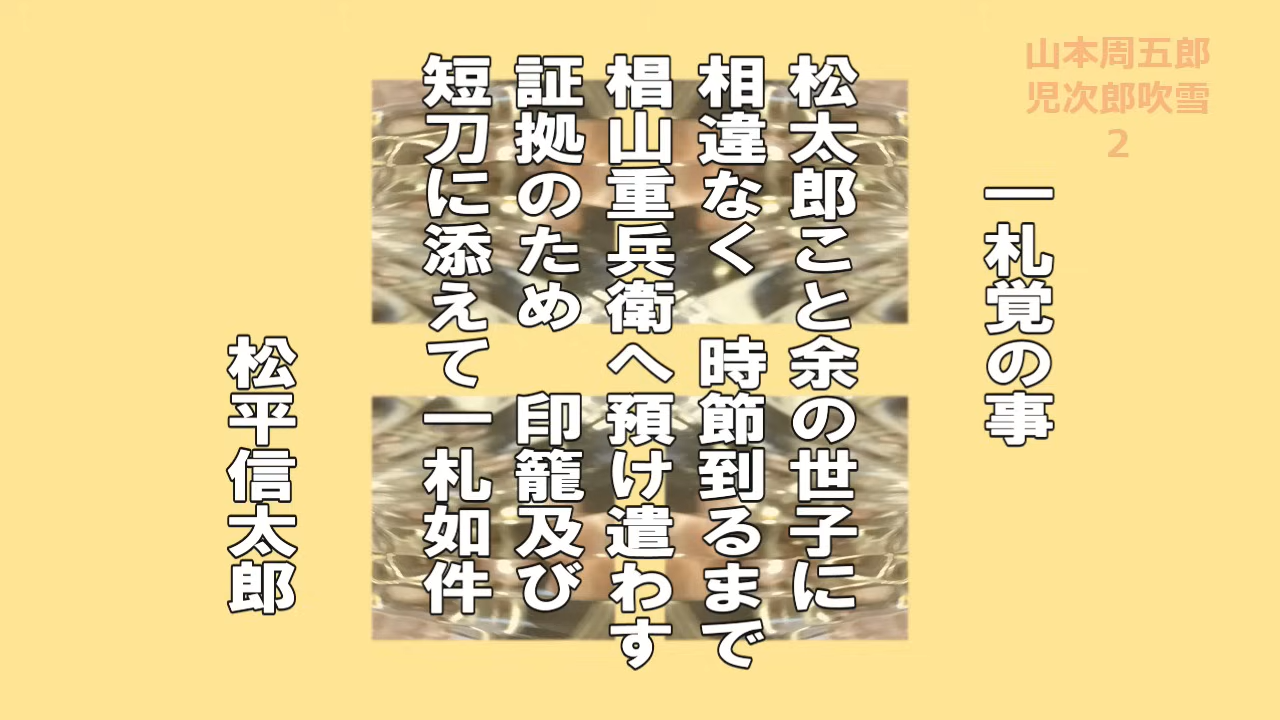 山本周五郎
児次郎吹雪
2
一札覚の事
松太郎こと余の世子に
相違なく　時節到るまで
椙山重兵衛へ預け遣わす
証拠のため　印籠及び
短刀に添えて一札如件
松平信太郎